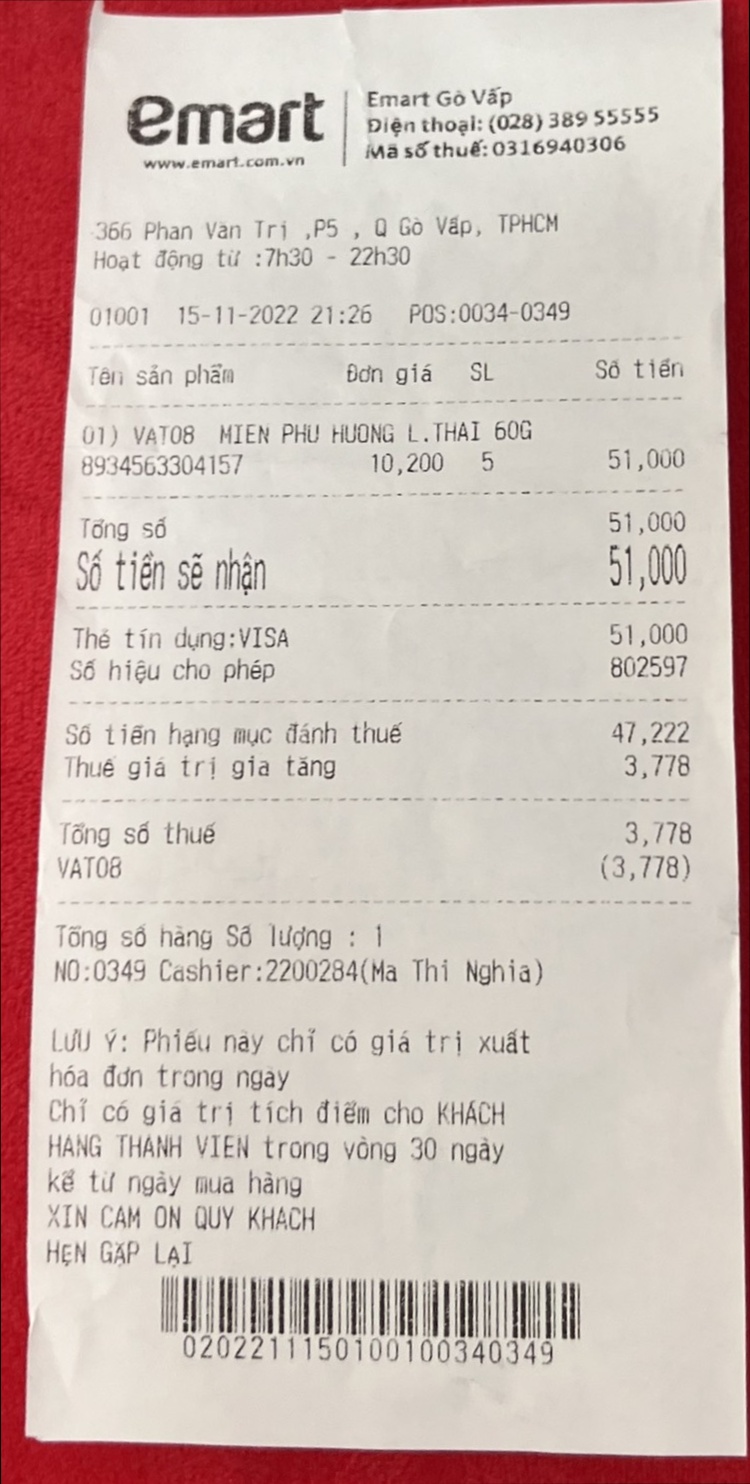 emart
www.emart.com.vn
Emart Gò Vấp
Điện thoại: (028) 389 55555
Mã số thuế: 0316940306
366 Phan Văn Trị ,P5 , Q Gò Vấp, TPHCM
Hoạt động từ :7h30 - 22h30
01001 15-11-2022 21:26 POS:0034-0349
Tên sản phẩm Đơn giá SL Số tiền
01) VAT08 MIEN PHU HUONG L.THAI 60G
8934563304157 10,200 5 51,000
Tổng số 51,000
Số tiền sẽ nhận 51,000
Thẻ tín dụng:VISA 51,000
Số hiệu cho phép 802597
Số tiền hạng mục đánh thuế 47,222
Thuế giá trị gia tăng 3,778
Tổng số thuế 3,778
VAT08 (3,778)
Tổng số hàng Số lượng : 1
NO:0349 Cashier:2200284(Ma Thi Nghia)
LƯU Ý: Phiếu này chỉ có giá trị xuất
hóa đơn trong ngày
Chỉ có giá trị tích điểm cho KHÁCH
HANG THANH VIEN trong vòng 30 ngày
kể từ ngày mua hàng
XIN CAM ON QUY KHACH
HẸN GẶP LẠI
0202211150100100340349